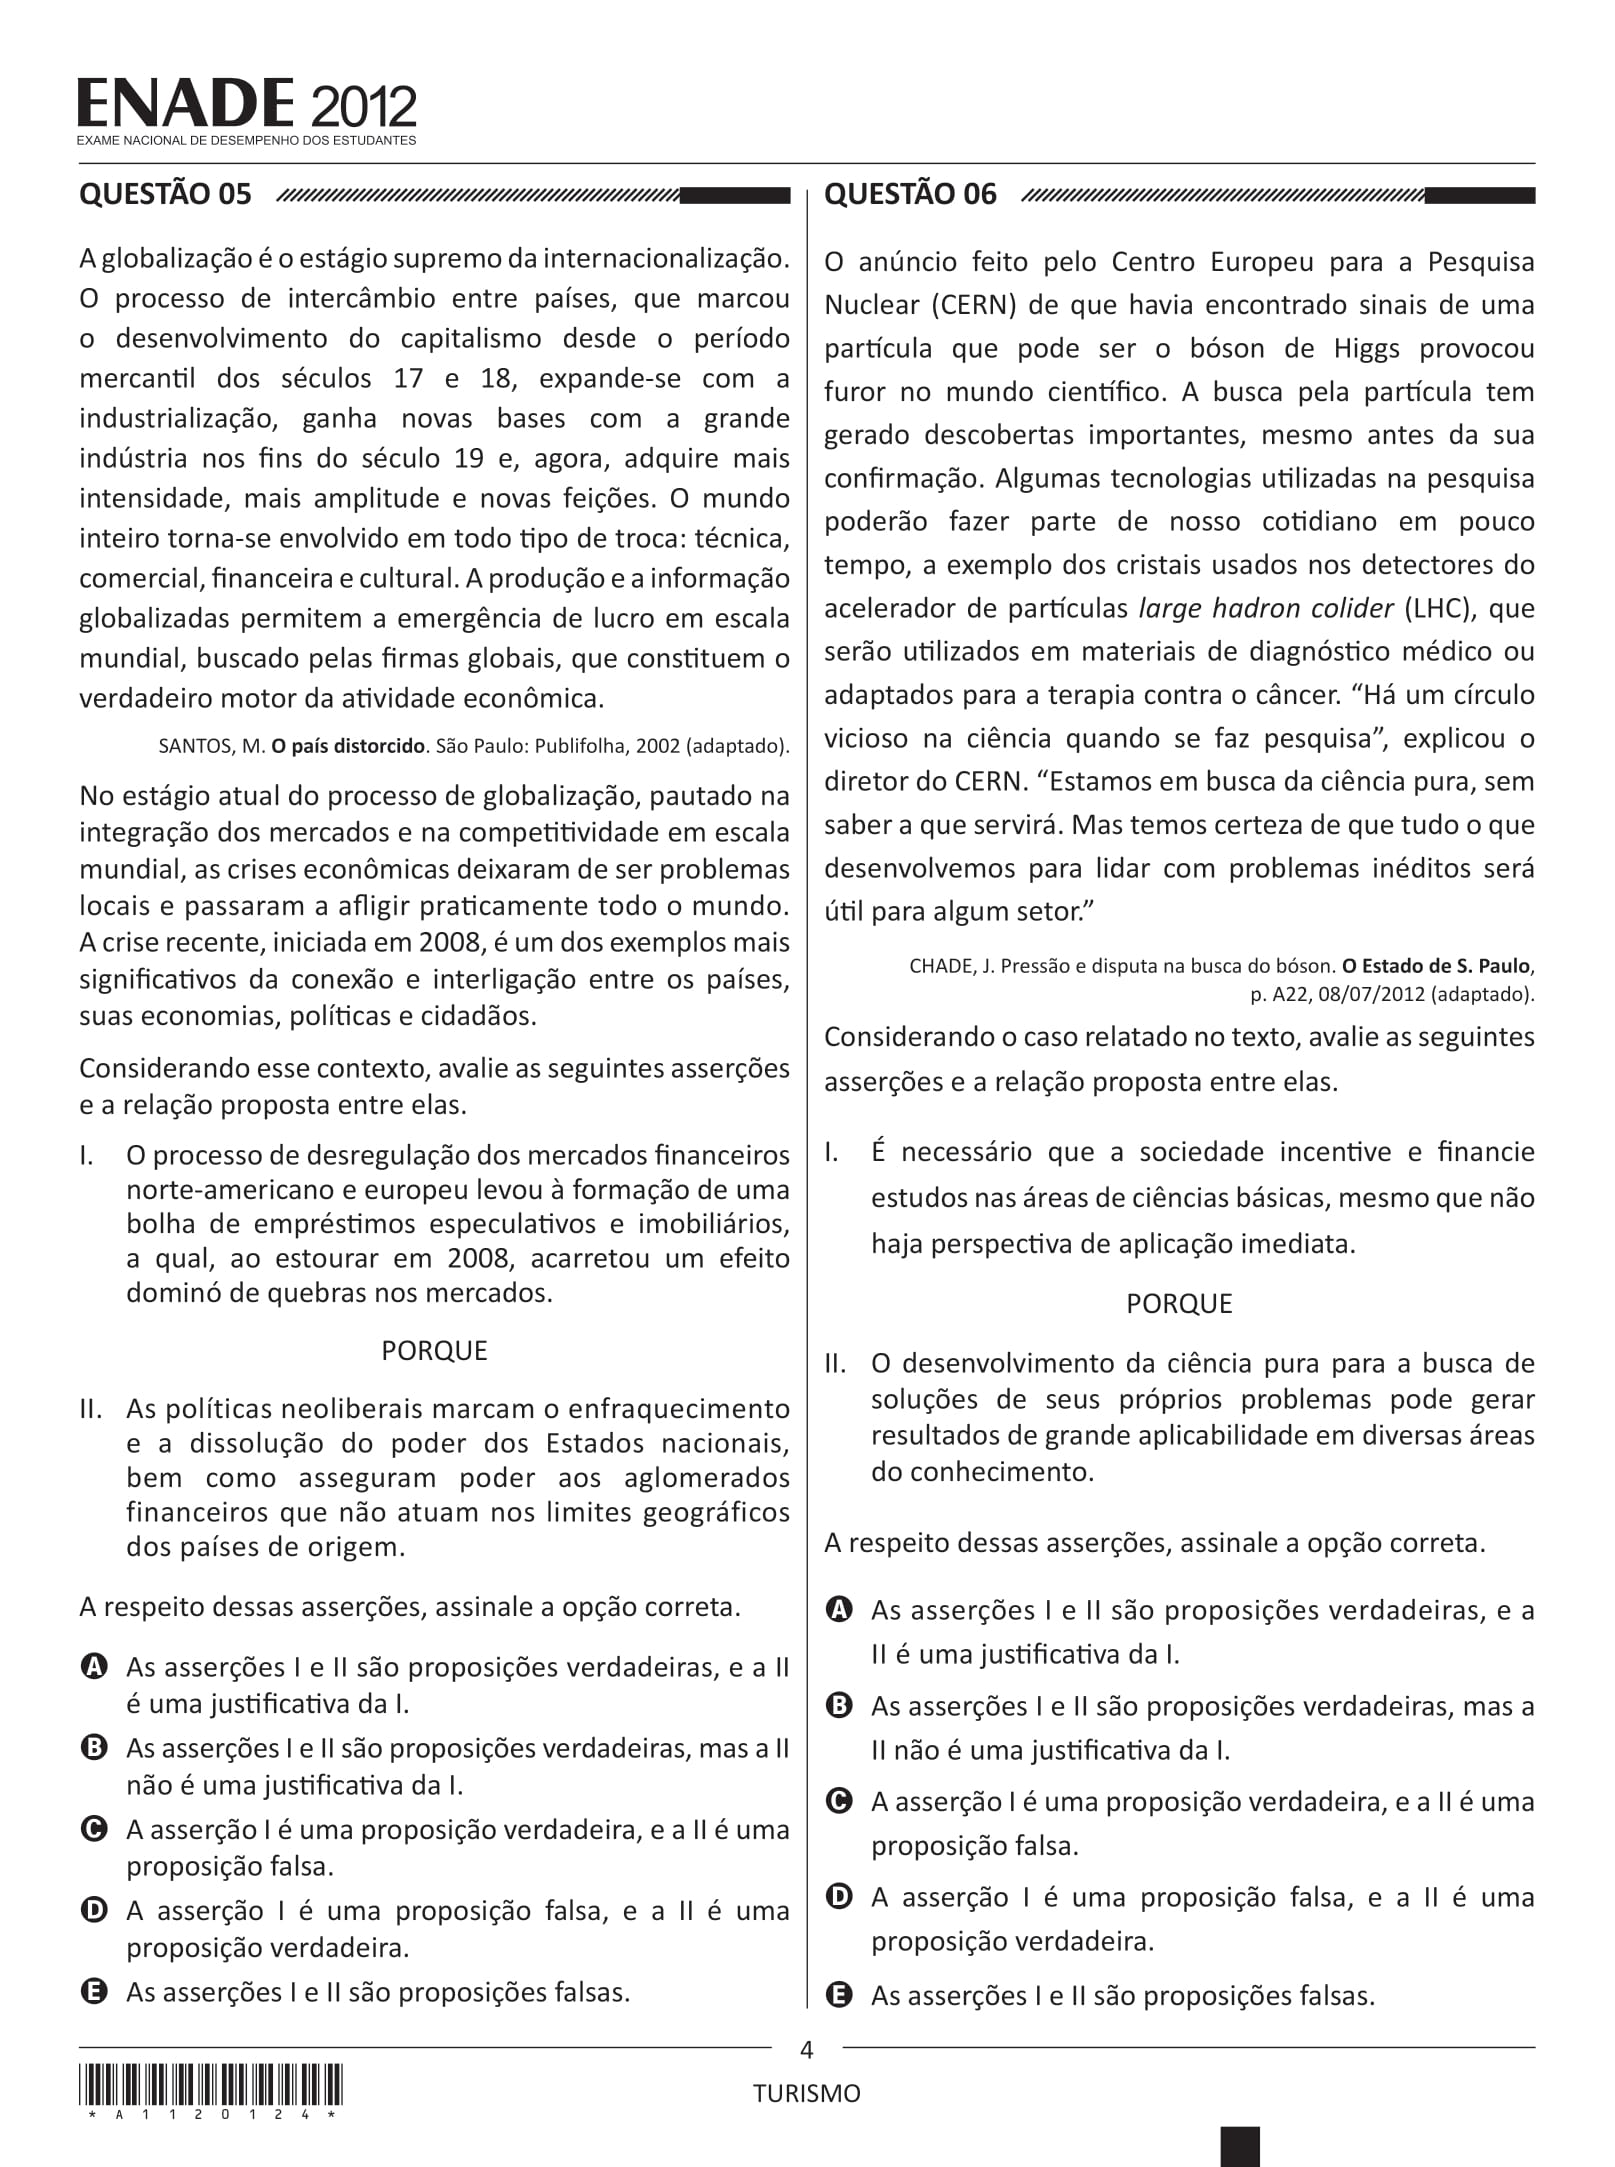 ENADE 2012
EXAME NACIONAL DE DESEMPENHO DOS ESTUDANTES
QUESTÃO 05
A globalização é o estágio supremo da internacionalização.
O processo de intercâmbio entre países, que marcou
o desenvolvimento do capitalismo desde o período
mercantil dos séculos 17 e 18, expande-se com a
industrialização, ganha novas bases com a grande
indústria nos fins do século 19 e, agora, adquire mais
intensidade, mais amplitude e novas feições. O mundo
inteiro torna-se envolvido em todo tipo de troca: técnica,
comercial, financeira e cultural. A produção e a informação
globalizadas permitem a emergência de lucro em escala
mundial, buscado pelas firmas globais, que constituem o
verdadeiro motor da atividade econômica.
SANTOS, M. O país distorcido. São Paulo: Publifolha, 2002 (adaptado).
No estágio atual do processo de globalização, pautado na
integração dos mercados e na competitividade em escala
mundial, as crises econômicas deixaram de ser problemas
locais e passaram a afligir praticamente todo o mundo.
A crise recente, iniciada em 2008, é um dos exemplos mais
significativos da conexão e interligação entre os países,
suas economias, políticas e cidadãos.
Considerando esse contexto, avalie as seguintes asserções
e a relação proposta entre elas.
I. O processo de desregulação dos mercados financeiros
norte-americano e europeu levou à formação de uma
bolha de empréstimos especulativos e imobiliários,
a qual, ao estourar em 2008, acarretou um efeito
dominó de quebras nos mercados.
PORQUE
II. As políticas neoliberais marcam o enfraquecimento
e a dissolução do poder dos Estados nacionais,
bem como asseguram poder aos aglomerados
financeiros que não atuam nos limites geográficos
dos países de origem.
A respeito dessas asserções, assinale a opção correta.
A As asserções I e II são proposições verdadeiras, e a II
é uma justificativa da I.
B As asserções I e II são proposições verdadeiras, mas a II
não é uma justificativa da I.
C A asserção I é uma proposição verdadeira, e a II é uma
proposição falsa.
D A asserção I é uma proposição falsa, e a II é uma
proposição verdadeira.
E As asserções I e II são proposições falsas.
QUESTÃO 06
O anúncio feito pelo Centro Europeu para a Pesquisa
Nuclear (CERN) de que havia encontrado sinais de uma
partícula que pode ser o bóson de Higgs provocou
furor no mundo científico. A busca pela partícula tem
gerado descobertas importantes, mesmo antes da sua
confirmação. Algumas tecnologias utilizadas na pesquisa
poderão fazer parte de nosso cotidiano em pouco
tempo, a exemplo dos cristais usados nos detectores do
acelerador de partículas large hadron colider (LHC), que
serão utilizados em materiais de diagnóstico médico ou
adaptados para a terapia contra o câncer. “Há um círculo
vicioso na ciência quando se faz pesquisa”, explicou o
diretor do CERN. “Estamos em busca da ciência pura, sem
saber a que servirá. Mas temos certeza de que tudo o que
desenvolvemos para lidar com problemas inéditos será
útil para algum setor.”
CHADE, J. Pressão e disputa na busca do bóson. O Estado de S. Paulo,
p. A22, 08/07/2012 (adaptado).
Considerando o caso relatado no texto, avalie as seguintes
asserções e a relação proposta entre elas.
I. É necessário que a sociedade incentive e financie
estudos nas áreas de ciências básicas, mesmo que não
haja perspectiva de aplicação imediata.
PORQUE
II. O desenvolvimento da ciência pura para a busca de
soluções de seus próprios problemas pode gerar
resultados de grande aplicabilidade em diversas áreas
do conhecimento.
A respeito dessas asserções, assinale a opção correta.
A As asserções I e II são proposições verdadeiras, e a
II é uma justificativa da I.
B As asserções I e II são proposições verdadeiras, mas a
II não é uma justificativa da I.
C A asserção I é uma proposição verdadeira, e a II é uma
proposição falsa.
D A asserção I é uma proposição falsa, e a II é uma
proposição verdadeira.
E As asserções I e II são proposições falsas.
4
TURISMO
* A 1 1 2 0 1 2 4 *